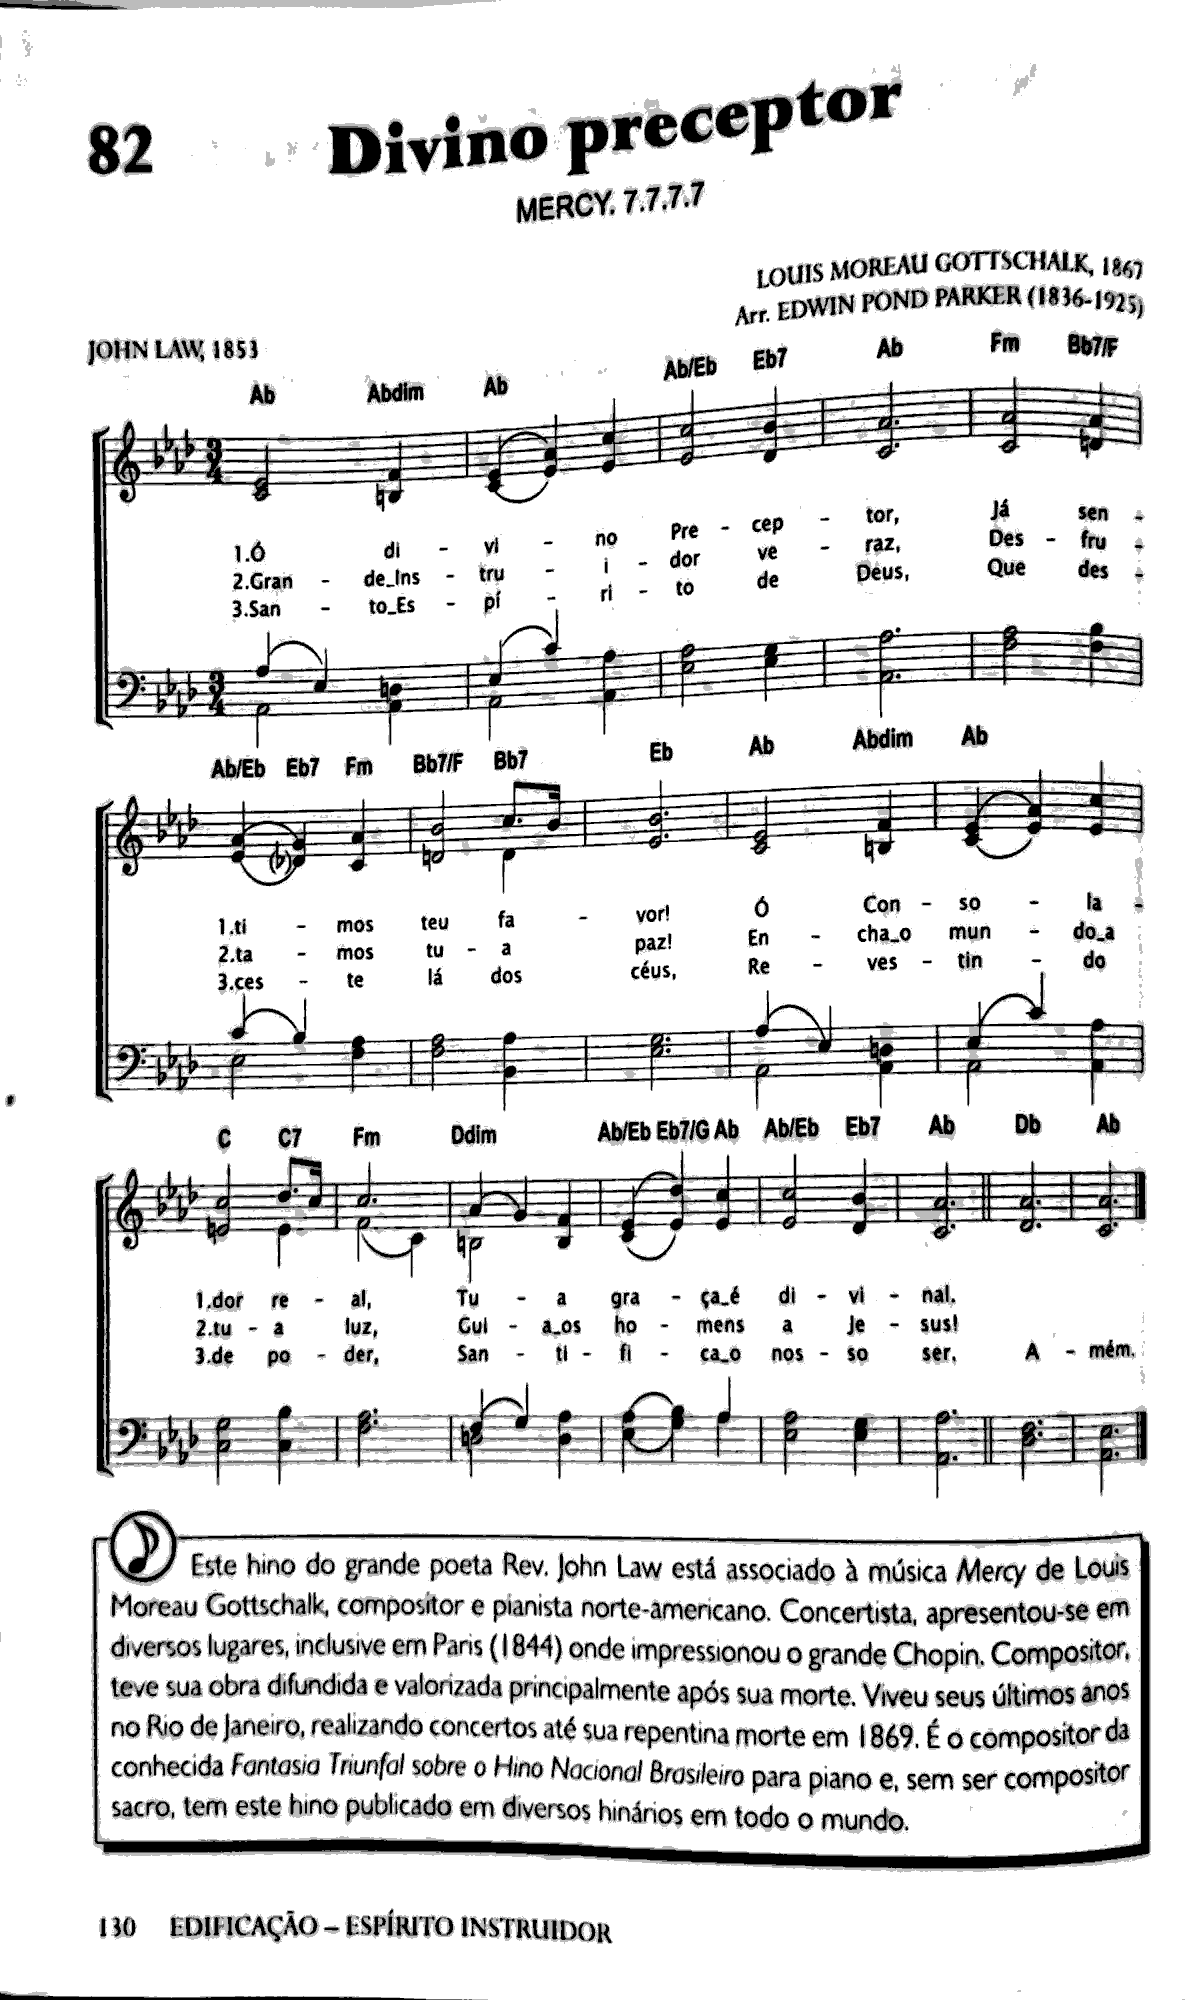 82 Divino preceptor
MERCY. 7.7.7.7
LOUIS MOREAU GOTTSCHALK, 1867
Arr. EDWIN POND PARKER (1836-1925)
JOHN LAW, 1853
Ab Abdim Ab Ab/Eb Eb7 Ab Fm Bb7/F
3 4
1.Ó di - vi - no Pre - cep - tor, Já sen -
2.Gran - de_Ins - tru - i - dor ve - raz, Des - fru -
3.San - to_Es - pí - ri - to de Deus, Que des -
3 4
Ab/Eb Eb7 Fm Bb7/F Bb7 Eb Ab Abdim Ab
(b)
1.ti - mos teu fa - vor! Ó Con - so - la -
2.ta - mos tu - a paz! En - cha_o mun - do_a
3.ces - te lá dos céus, Re - ves - tin - do
C C7 Fm Ddim Ab/Eb Eb7/G Ab Ab/Eb Eb7 Ab Db Ab
1.dor re - al, Tu - a gra - ça_é di - vi - nal.
2.tu - a luz, Gui - a_os ho - mens a Je - sus!
3.de po - der, San - ti - fi - ca_o nos - so ser. A - mém.
Este hino do grande poeta Rev. John Law está associado à música Mercy de Louis
Moreau Gottschalk, compositor e pianista norte-americano. Concertista, apresentou-se em
diversos lugares, inclusive em Paris (1844) onde impressionou o grande Chopin. Compositor,
teve sua obra difundida e valorizada principalmente após sua morte. Viveu seus últimos anos
no Rio de Janeiro, realizando concertos até sua repentina morte em 1869. É o compositor da
conhecida Fantasia Triunfal sobre o Hino Nacional Brasileiro para piano e, sem ser compositor
sacro, tem este hino publicado em diversos hinários em todo o mundo.
130 EDIFICAÇÃO – ESPÍRITO INSTRUIDOR